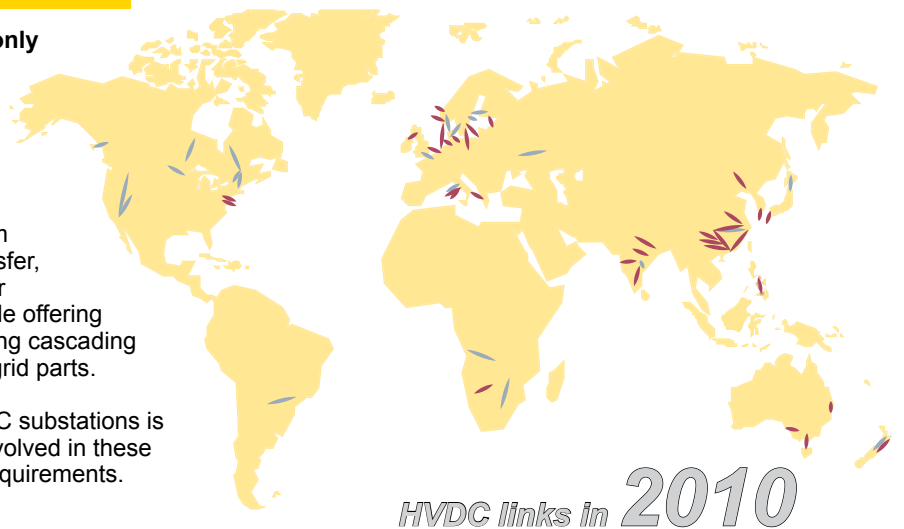 only
sfer,
le offering
ng cascading
grid parts.
C substations is
volved in these
quirements.
HVDC links in 2010